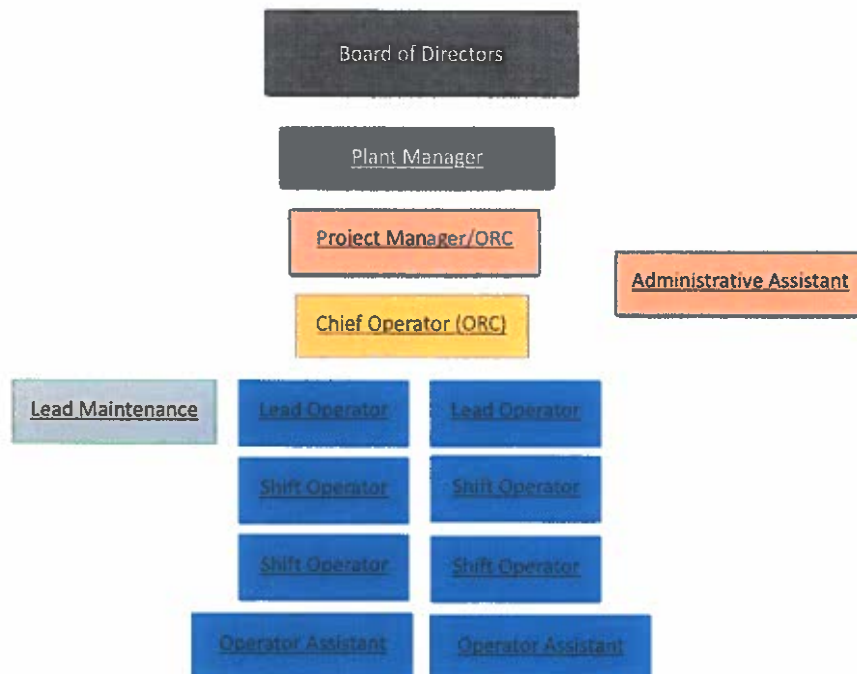 Board of Directors
Plant Manager
Project Manager/ORC
Administrative Assistant
Chief Operator (ORC)
Lead Maintenance
Lead Operator
Lead Operator
Shift Operator
Shift Operator
Shift Operator
Shift Operator
Operator Assistant
Operator Assistant